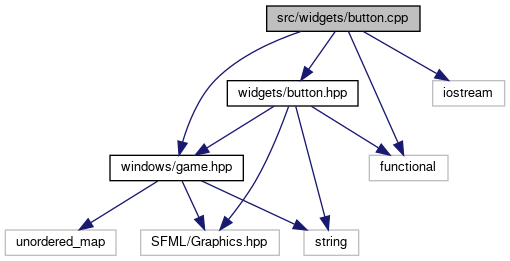 src/widgets/button.cpp
widgets/button.hpp
iostream
windows/game.hpp
functional
unordered_map
SFML/Graphics.hpp
string